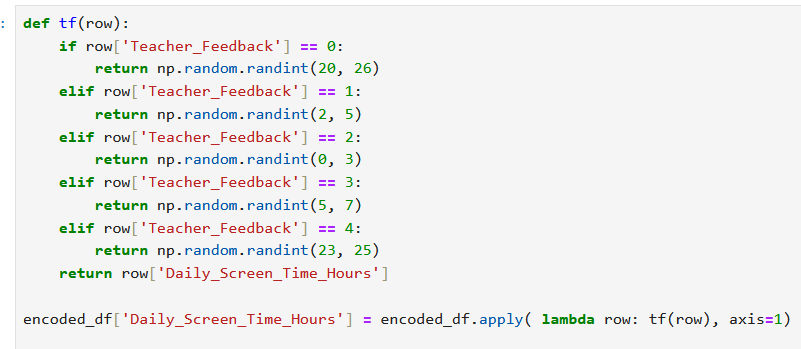 : def tf(row):
    if row['Teacher_Feedback'] == 0:
        return np.random.randint(20, 26)
    elif row['Teacher_Feedback'] == 1:
        return np.random.randint(2, 5)
    elif row['Teacher_Feedback'] == 2:
        return np.random.randint(0, 3)
    elif row['Teacher_Feedback'] == 3:
        return np.random.randint(5, 7)
    elif row['Teacher_Feedback'] == 4:
        return np.random.randint(23, 25)
    return row['Daily_Screen_Time_Hours']

encoded_df['Daily_Screen_Time_Hours'] = encoded_df.apply( lambda row: tf(row), axis=1)